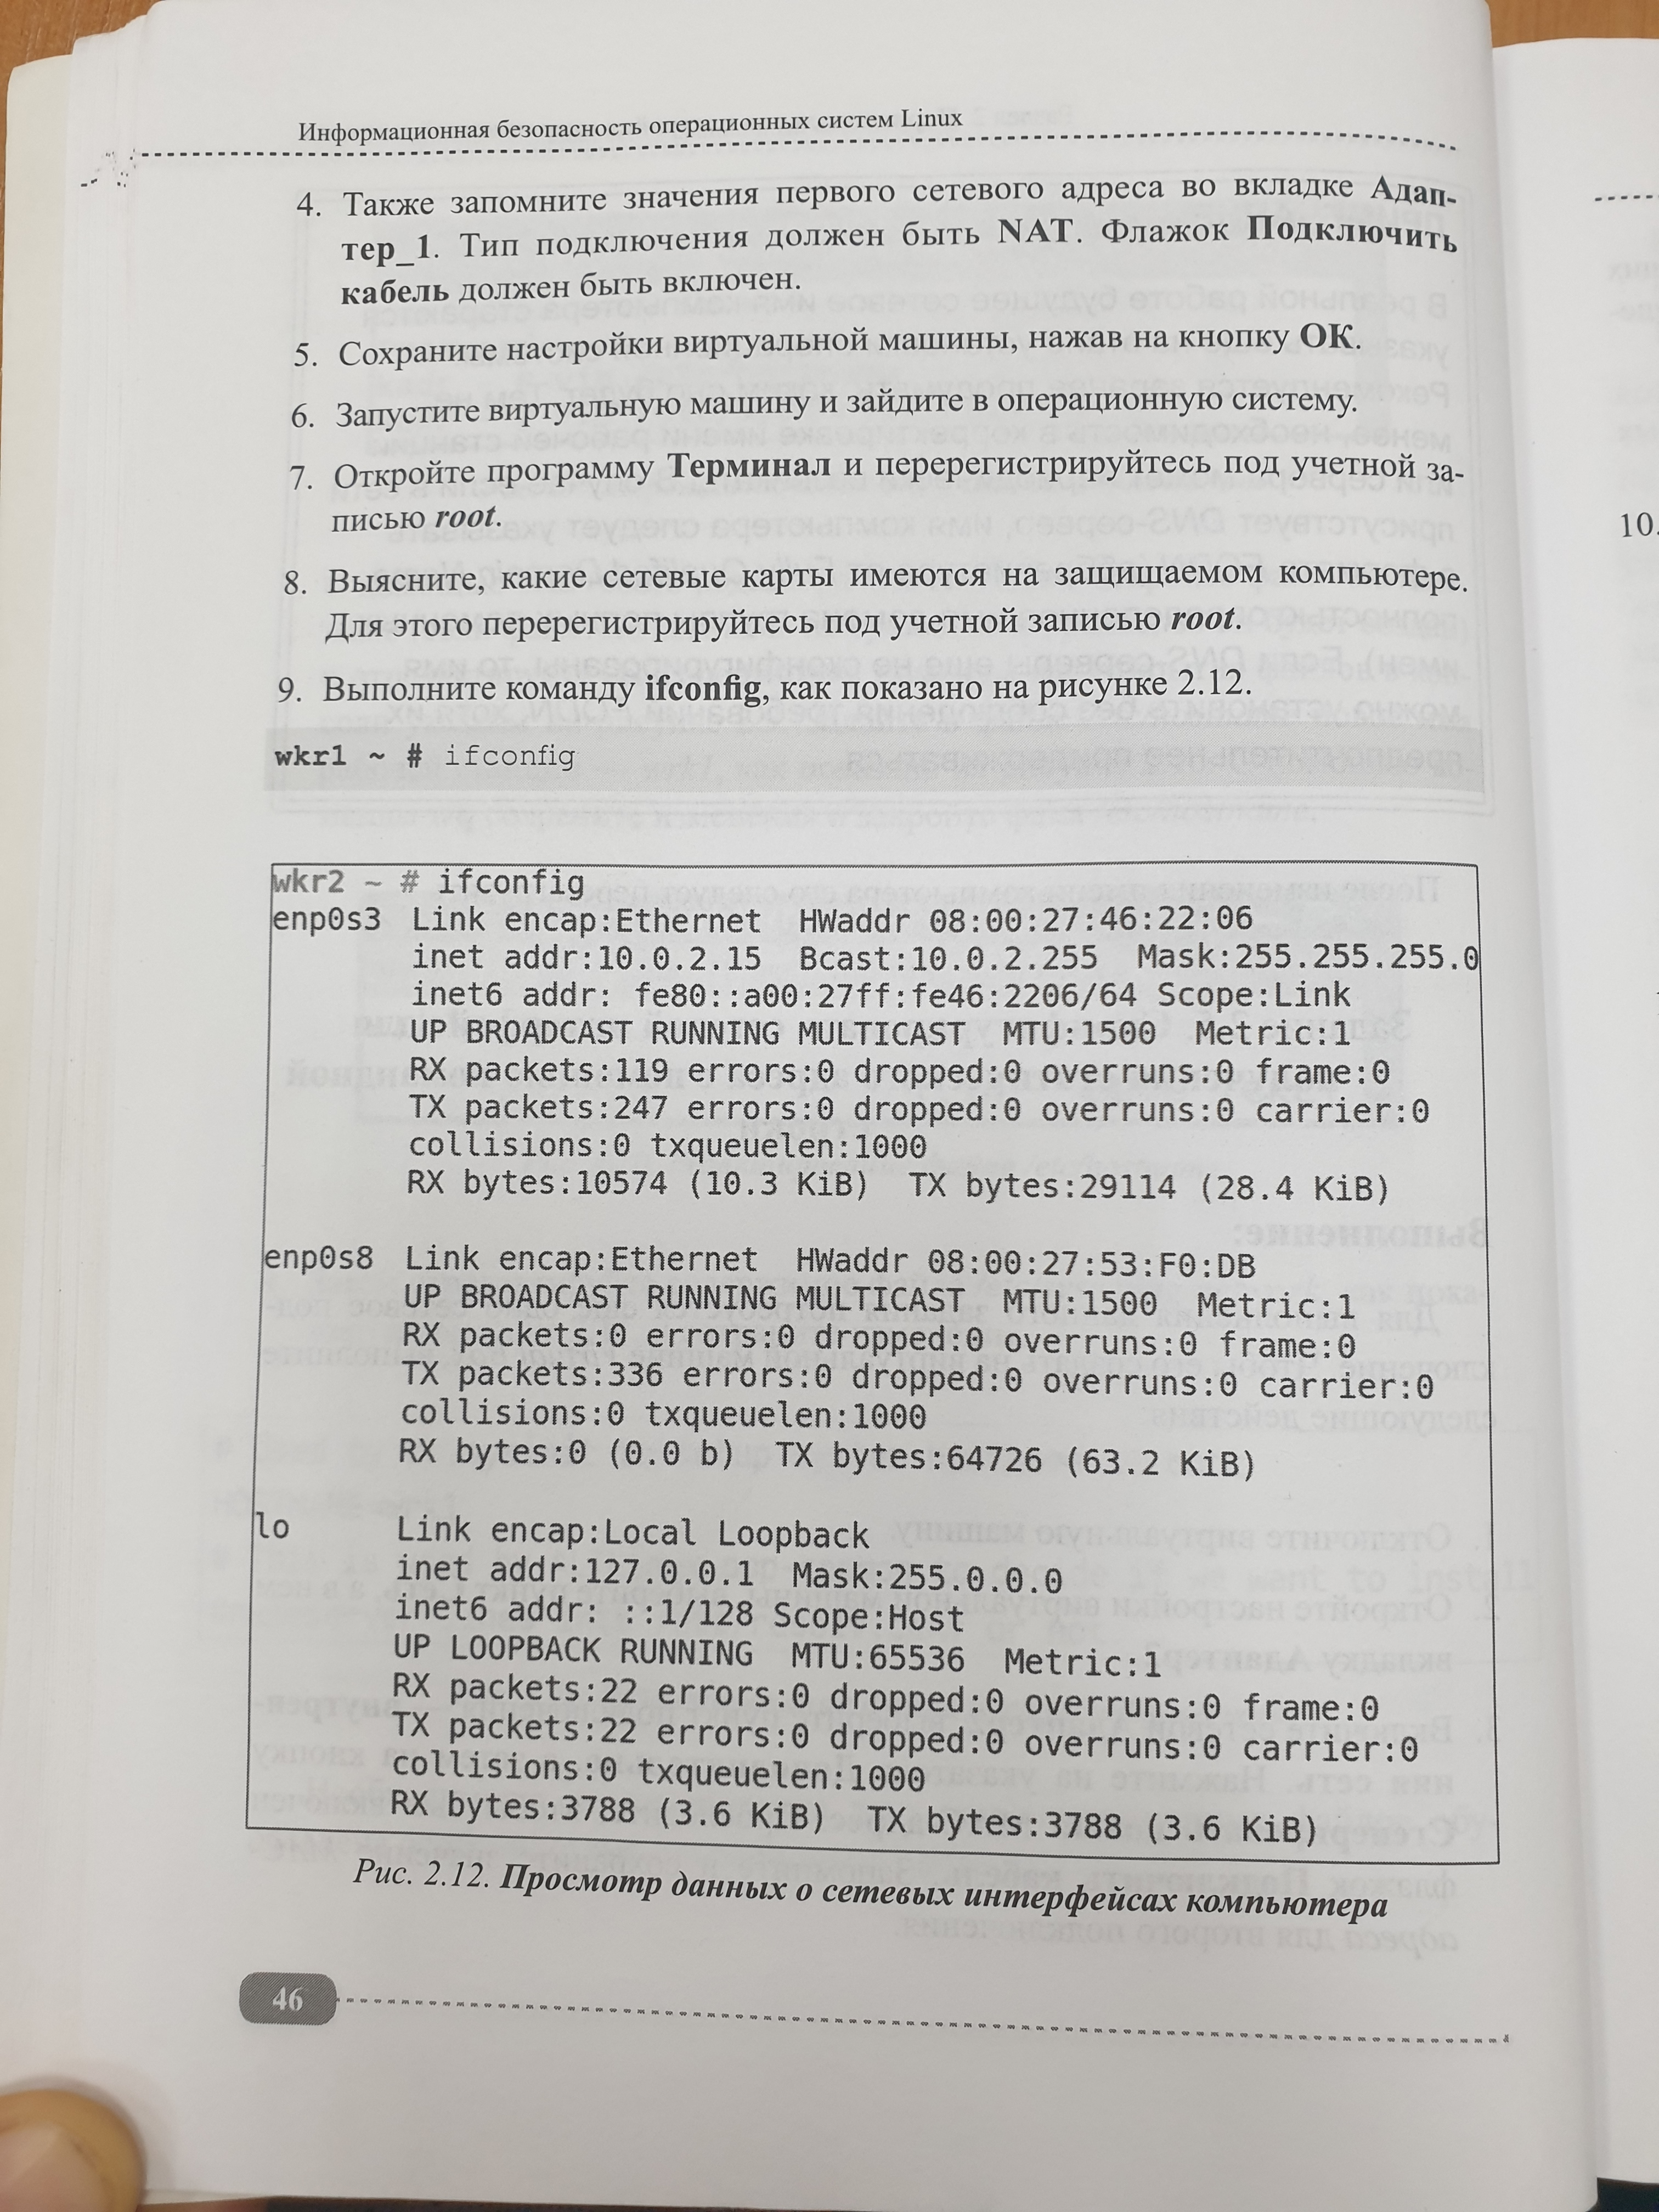 Информационная безопасность операционных систем Linux
4. Также запомните значения первого сетевого адреса во вкладке Адап-
тер_1. Тип подключения должен быть NAT. Флажок Подключить
кабель должен быть включен.
5. Сохраните настройки виртуальной машины, нажав на кнопку ОК.
6. Запустите виртуальную машину и зайдите в операционную систему.
7. Откройте программу Терминал и перерегистрируйтесь под учетной за-
писью root.
8. Выясните, какие сетевые карты имеются на защищаемом компьютере.
Для этого перерегистрируйтесь под учетной записью root.
9. Выполните команду ifconfig, как показано на рисунке 2.12.
wkr1 ~ # ifconfig
wkr2 ~ # ifconfig
enp0s3 Link encap:Ethernet HWaddr 08:00:27:46:22:06
inet addr:10.0.2.15 Bcast:10.0.2.255 Mask:255.255.255.0
inet6 addr: fe80::a00:27ff:fe46:2206/64 Scope:Link
UP BROADCAST RUNNING MULTICAST MTU:1500 Metric:1
RX packets:119 errors:0 dropped:0 overruns:0 frame:0
TX packets:247 errors:0 dropped:0 overruns:0 carrier:0
collisions:0 txqueuelen:1000
RX bytes:10574 (10.3 KiB) TX bytes:29114 (28.4 KiB)
enp0s8 Link encap:Ethernet HWaddr 08:00:27:53:F0:DB
UP BROADCAST RUNNING MULTICAST MTU:1500 Metric:1
RX packets:0 errors:0 dropped:0 overruns:0 frame:0
TX packets:336 errors:0 dropped:0 overruns:0 carrier:0
collisions:0 txqueuelen:1000
RX bytes:0 (0.0 b) TX bytes:64726 (63.2 KiB)
lo Link encap:Local Loopback
inet addr:127.0.0.1 Mask:255.0.0.0
inet6 addr: ::1/128 Scope:Host
UP LOOPBACK RUNNING MTU:65536 Metric:1
RX packets:22 errors:0 dropped:0 overruns:0 frame:0
TX packets:22 errors:0 dropped:0 overruns:0 carrier:0
collisions:0 txqueuelen:1000
RX bytes:3788 (3.6 KiB) TX bytes:3788 (3.6 KiB)
Рис. 2.12. Просмотр данных о сетевых интерфейсах компьютера
46
10.